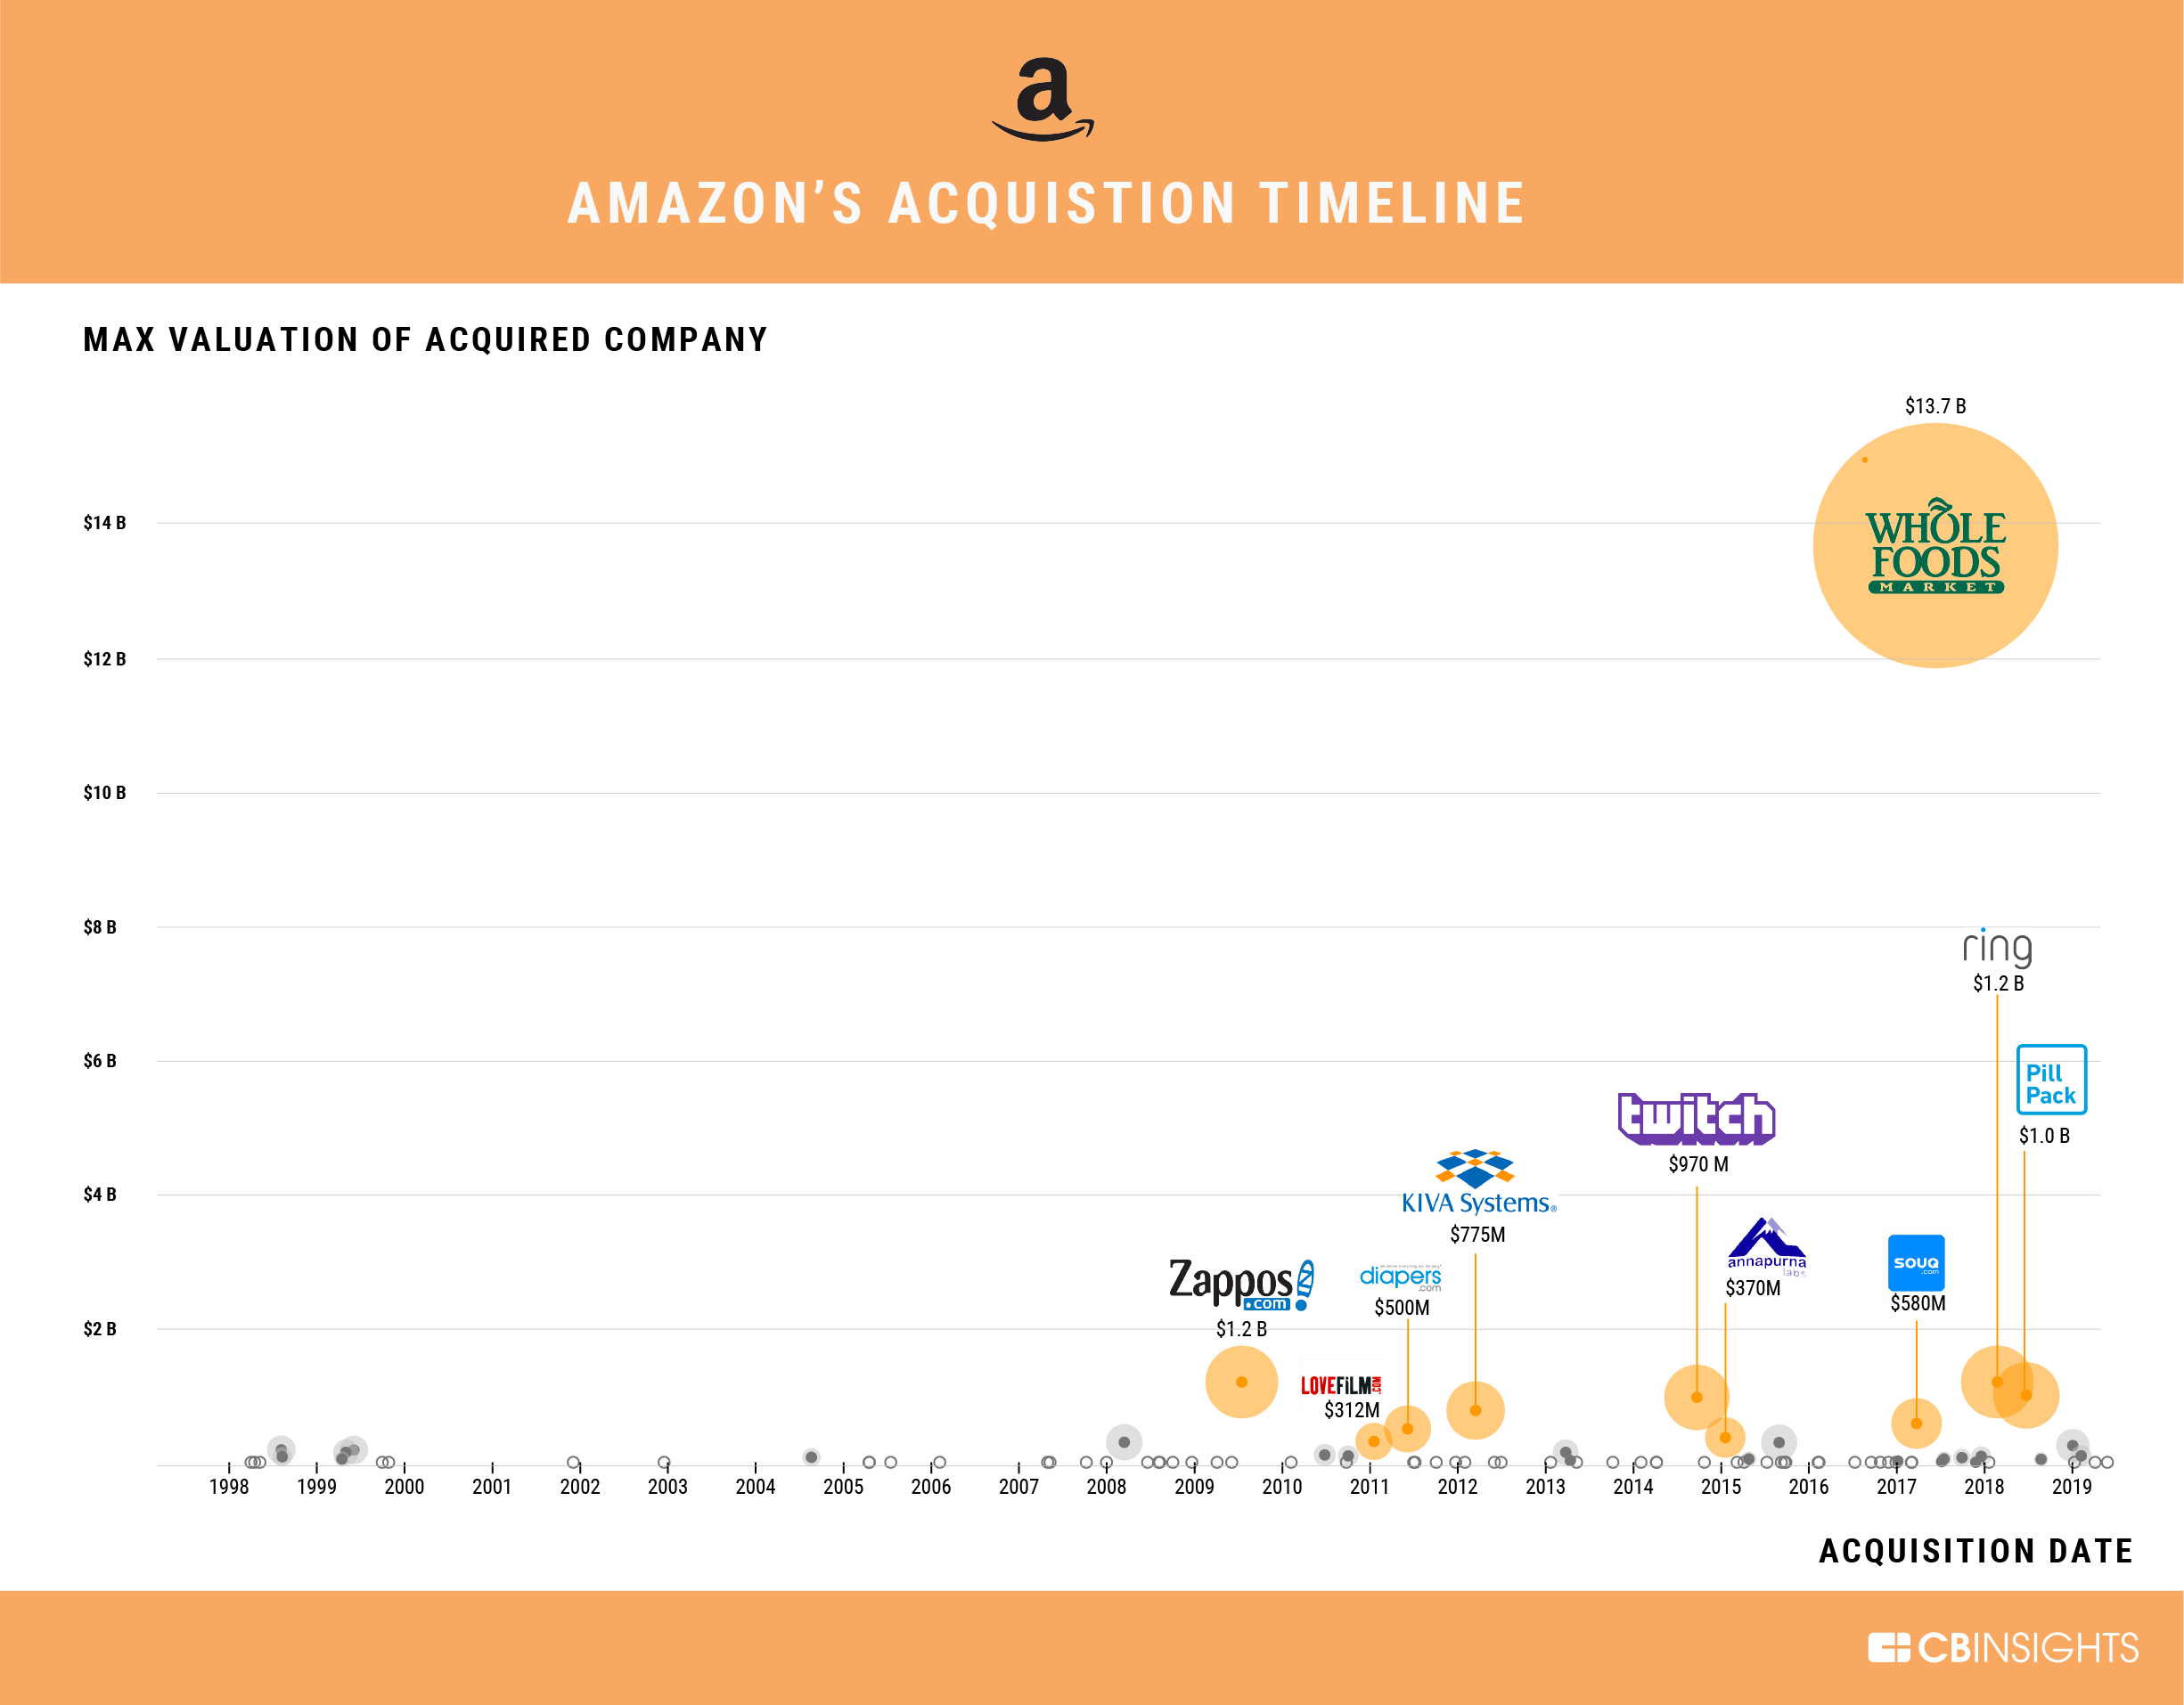 a
AMAZON’S ACQUISTION TIMELINE
MAX VALUATION OF ACQUIRED COMPANY
$13.7 B
$14 B
WHOLE
FOODS
MARKET
$12 B
$10 B
$8 B
ring
$1.2 B
$6 B
Pill
Pack
$1.0 B
twitch
$970 M
$4 B
KIVA Systems®
$775M
annapurna
labs
$370M
souq
.com
$580M
Zappos
.com
$1.2 B
diapers
.com
$500M
$2 B
LOVEFiLM.COM
$312M
1998 1999 2000 2001 2002 2003 2004 2005 2006 2007 2008 2009 2010 2011 2012 2013 2014 2015 2016 2017 2018 2019
ACQUISITION DATE
CBINSIGHTS